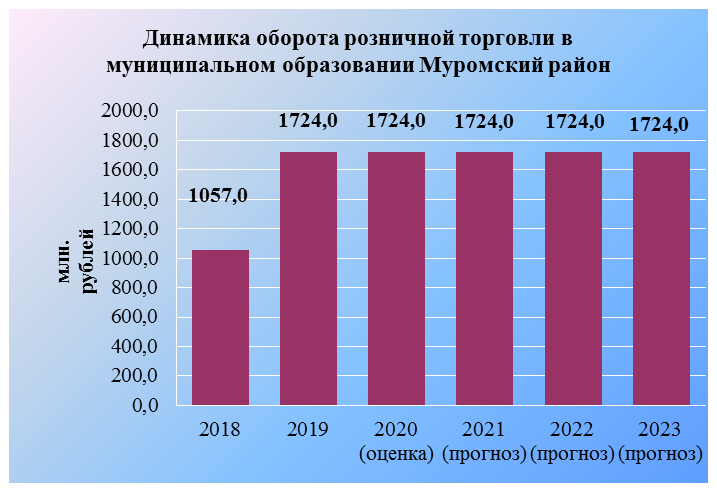 Динамика оборота розничной торговли в
муниципальном образовании Муромский район
млн.
рублей
2000,0
1800,0
1600,0
1400,0
1200,0
1000,0
800,0
600,0
400,0
200,0
0,0
1057,0
1724,0
1724,0
1724,0
1724,0
1724,0
2018
2019
2020
(оценка)
2021
(прогноз)
2022
(прогноз)
2023
(прогноз)